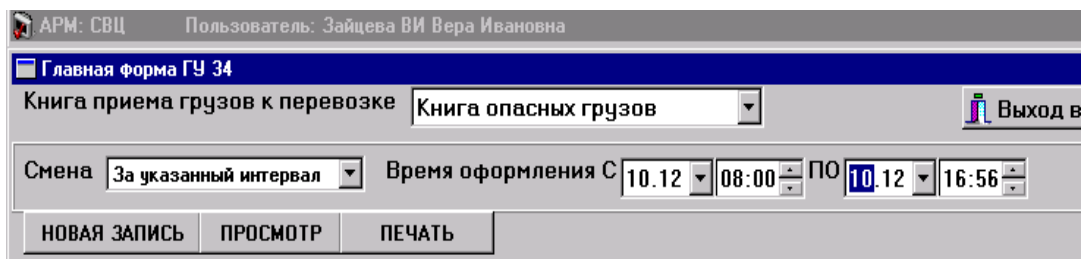 АРМ: СВЦ Пользователь: Зайцева ВИ Вера Ивановна
Главная форма ГУ 34
Книга приема грузов к перевозке Книга опасных грузов Выход в
Смена За указанный интервал Время оформления С 10.12 08:00 ПО 10.12 16:56
НОВАЯ ЗАПИСЬ ПРОСМОТР ПЕЧАТЬ